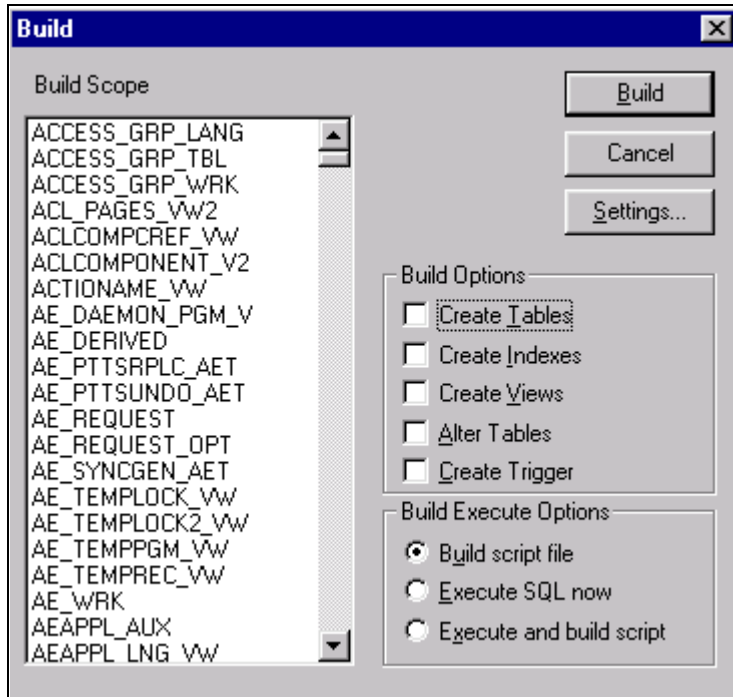 Build
Build Scope
ACCESS_GRP_LANG
ACCESS_GRP_TBL
ACCESS_GRP_WRK
ACL_PAGES_VW2
ACLCOMPCREF_VW
ACLCOMPONENT_V2
ACTIONAME_VW
AE_DAEMON_PGM_V
AE_DERIVED
AE_PTTSRPLC_AET
AE_PTTSUNDO_AET
AE_REQUEST
AE_REQUEST_OPT
AE_SYNCGEN_AET
AE_TEMPLOCK_VW
AE_TEMPLOCK2_VW
AE_TEMPPGM_VW
AE_TEMPREC_VW
AE_WRK
AEAPPL_AUX
AEAPPL_LNG_VW
Build
Cancel
Settings...
Build Options
Create Tables
Create Indexes
Create Views
Alter Tables
Create Trigger
Build Execute Options
Build script file
Execute SQL now
Execute and build script